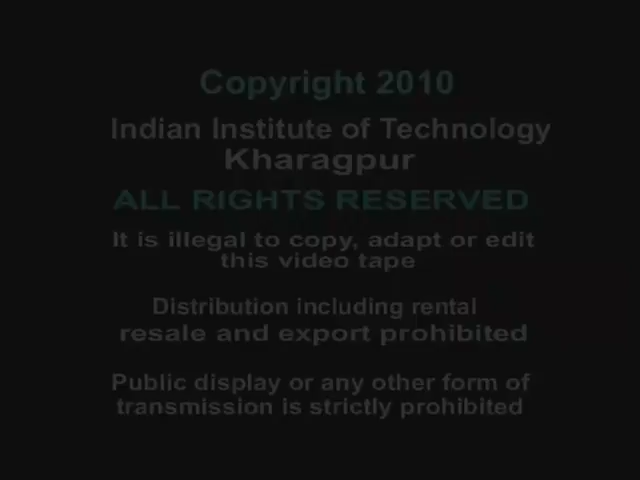 Copyright 2010
Indian Institute of Technology
Kharagpur
ALL RIGHTS RESERVED
It is illegal to copy, adapt or edit
this video tape
Distribution including rental
resale and export prohibited
Public display or any other form of
transmission is strictly prohibited